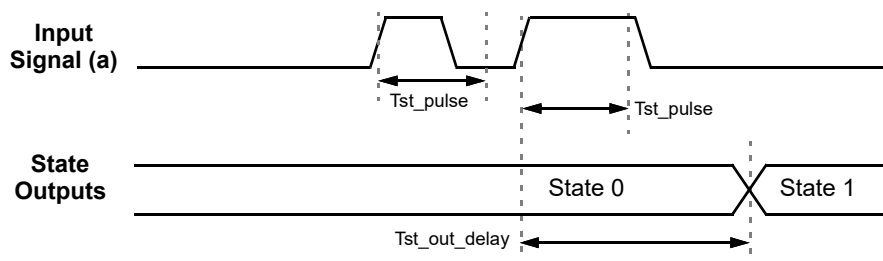 Input
Signal (a)
Tst_pulse
Tst_pulse
State
Outputs
State 0
State 1
Tst_out_delay